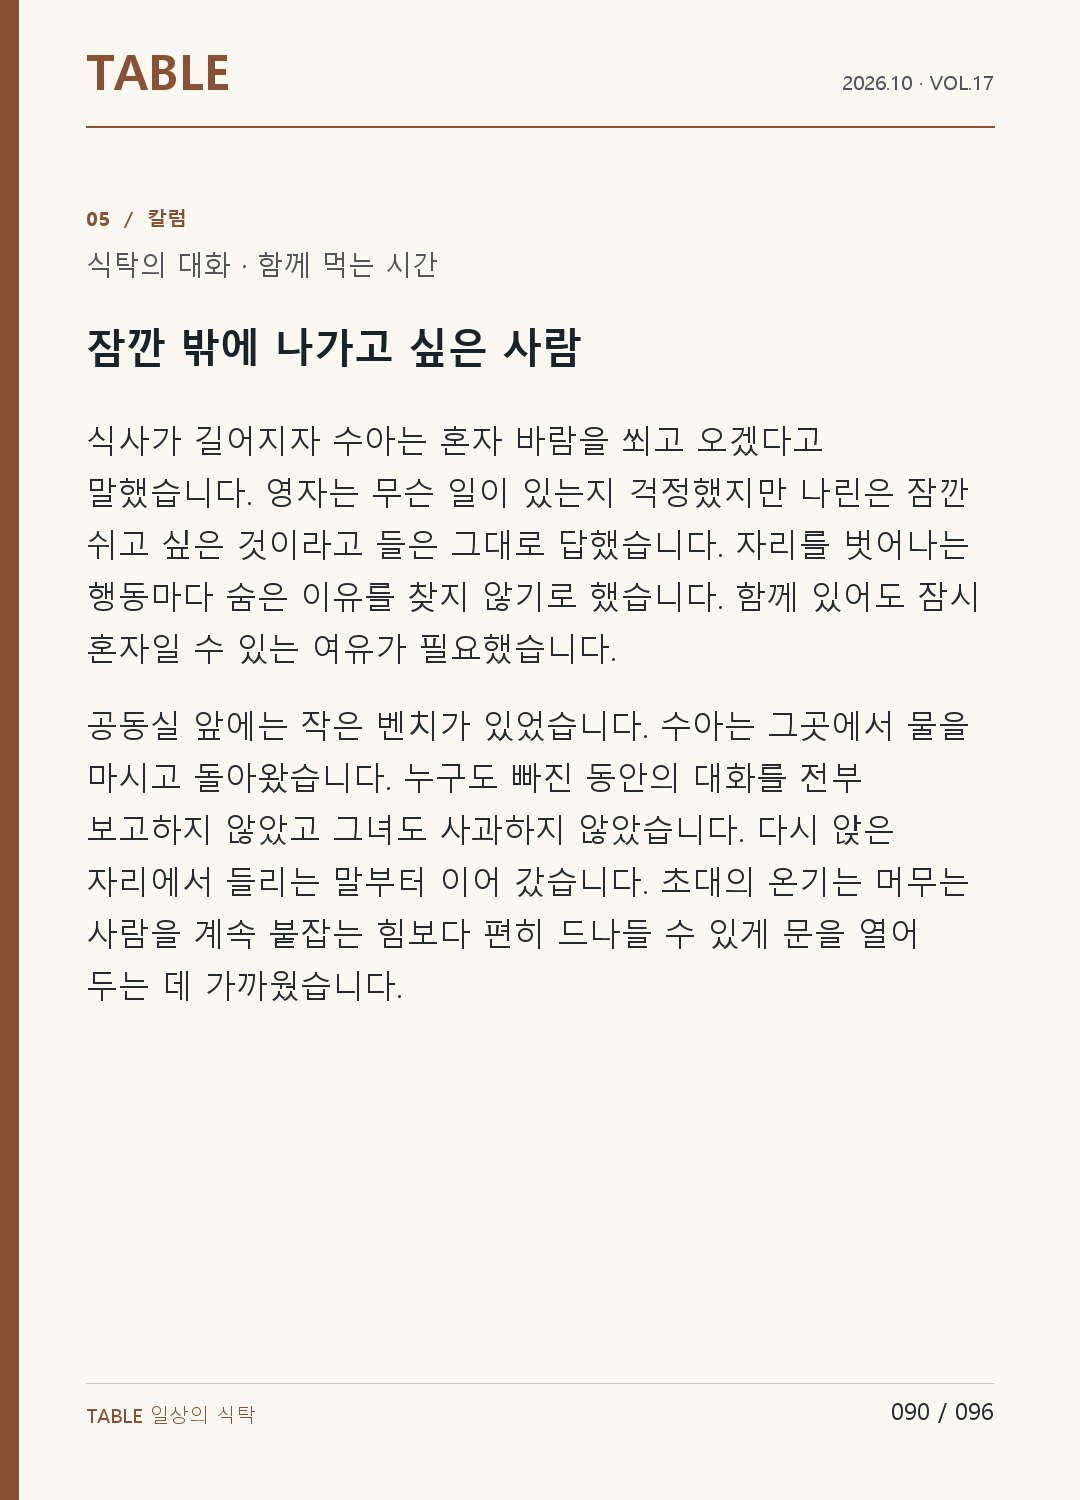 TABLE
2026.10 · VOL.17
05 / 칼럼
식탁의 대화 · 함께 먹는 시간
잠깐 밖에 나가고 싶은 사람
식사가 길어지자 수아는 혼자 바람을 쐬고 오겠다고
말했습니다. 영자는 무슨 일이 있는지 걱정했지만 나린은 잠깐
쉬고 싶은 것이라고 들은 그대로 답했습니다. 자리를 벗어나는
행동마다 숨은 이유를 찾지 않기로 했습니다. 함께 있어도 잠시
혼자일 수 있는 여유가 필요했습니다.
공동실 앞에는 작은 벤치가 있었습니다. 수아는 그곳에서 물을
마시고 돌아왔습니다. 누구도 빠진 동안의 대화를 전부
보고하지 않았고 그녀도 사과하지 않았습니다. 다시 앉은
자리에서 들리는 말부터 이어 갔습니다. 초대의 온기는 머무는
사람을 계속 붙잡는 힘보다 편히 드나들 수 있게 문을 열어
두는 데 가까웠습니다.
TABLE 일상의 식탁
090 / 096